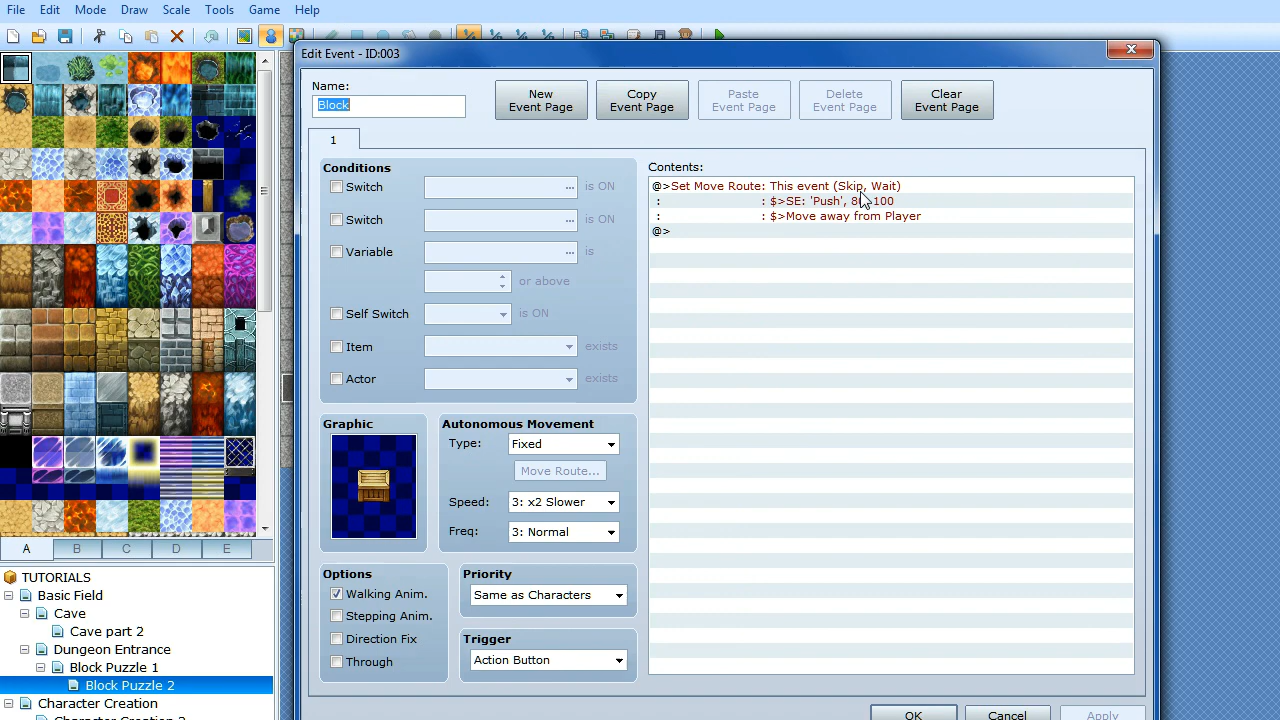 File Edit Mode Draw Scale Tools Game Help
Edit Event - ID:003
Name:
Block
New
Event Page
Copy
Event Page
Paste
Event Page
Delete
Event Page
Clear
Event Page
1
Conditions
Switch ... is ON
Switch ... is ON
Variable ... is
or above
Self Switch is ON
Item exists
Actor exists
Graphic
Autonomous Movement
Type: Fixed
Move Route...
Speed: 3: x2 Slower
Freq: 3: Normal
Options
Walking Anim.
Stepping Anim.
Direction Fix
Through
Priority
Same as Characters
Trigger
Action Button
Contents:
@>Set Move Route: This event (Skip, Wait)
: : $>SE: 'Push', 100
: : $>Move away from Player
@>
OK Cancel Apply
A B C D E
TUTORIALS
Basic Field
Cave
Cave part 2
Dungeon Entrance
Block Puzzle 1
Block Puzzle 2
Character Creation
Character Creation 2